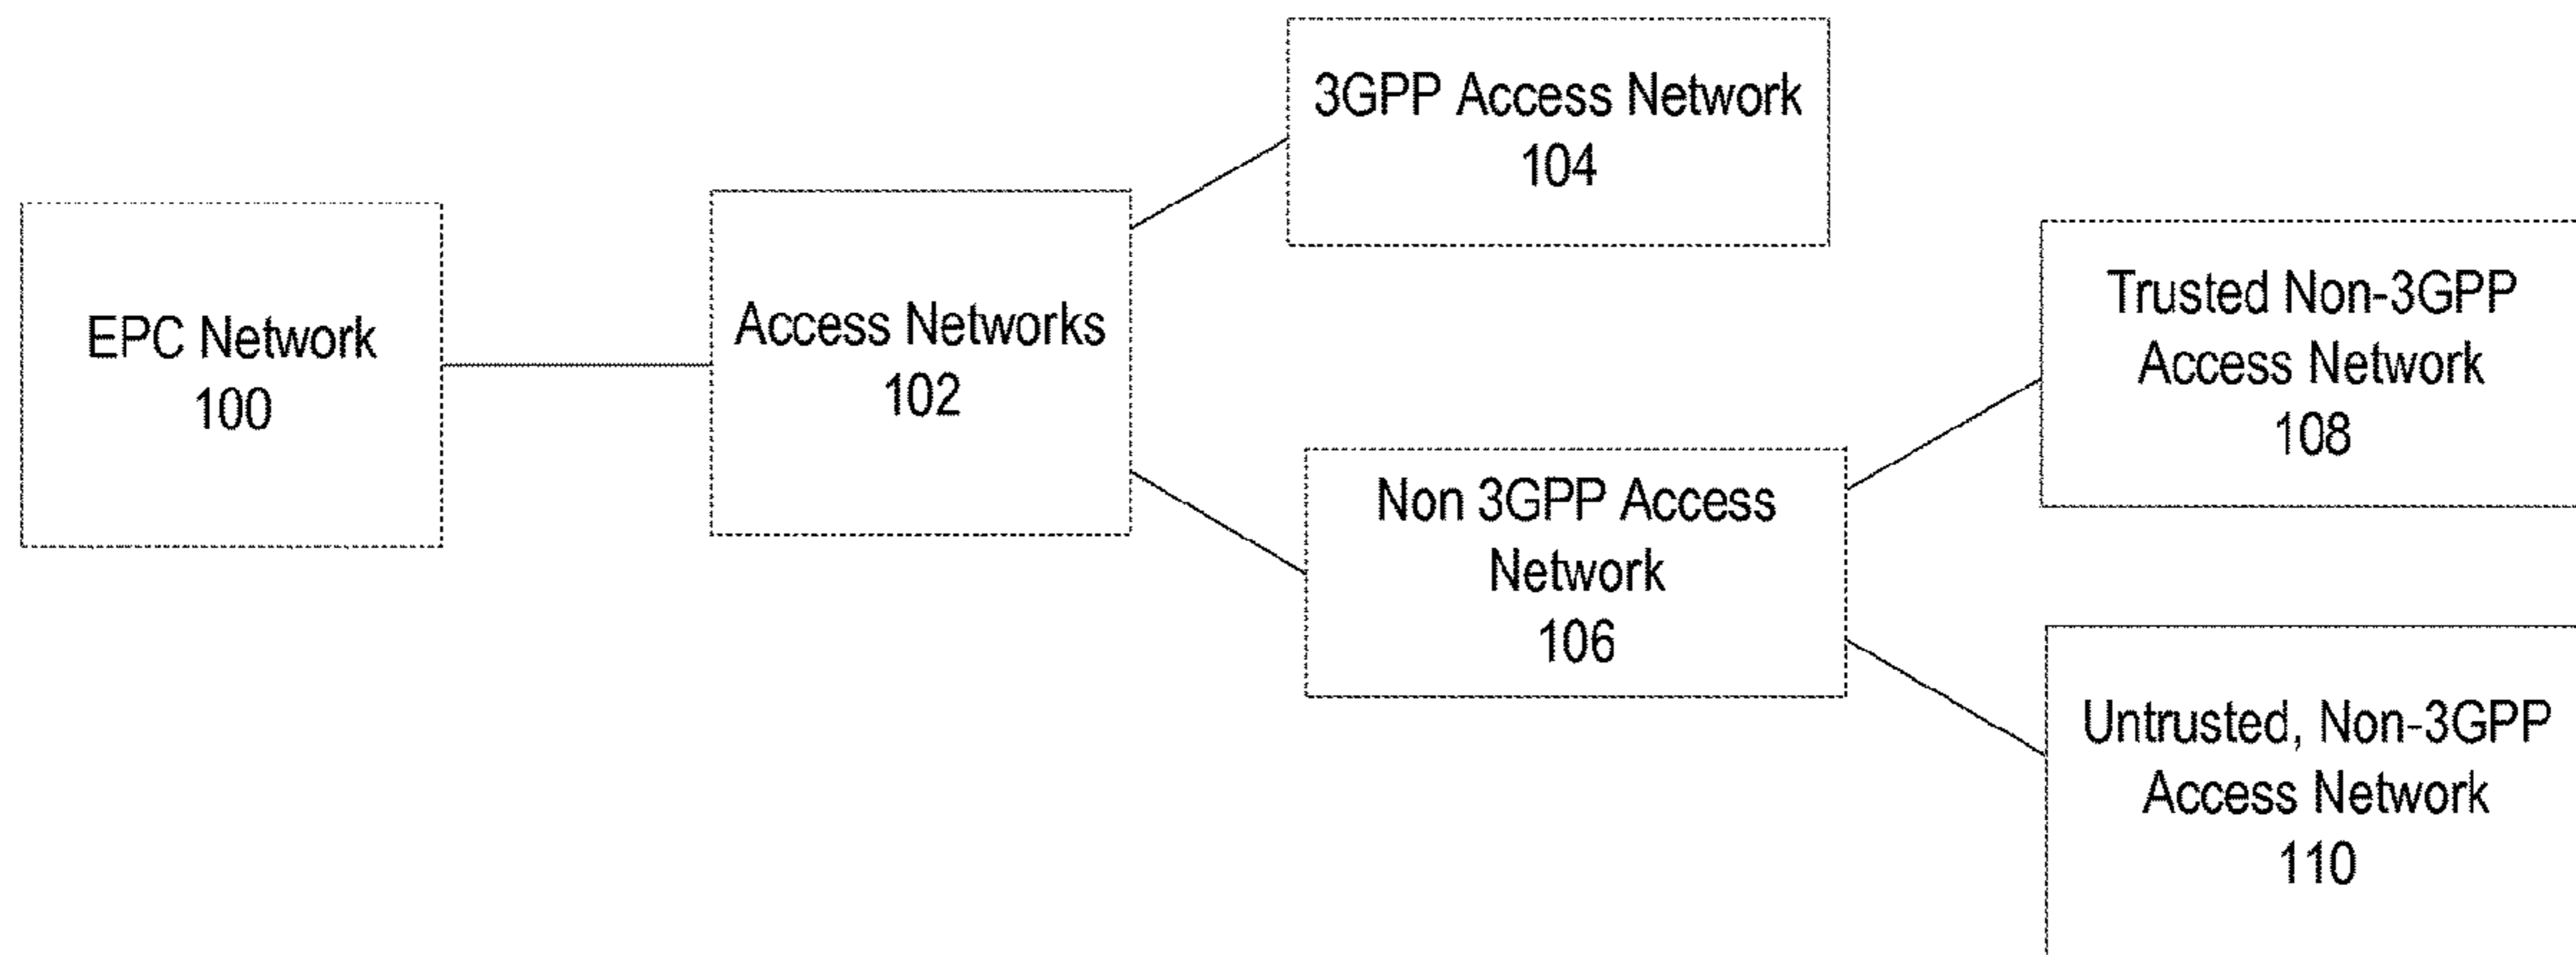 3GPP Access Network
104
EPC Network
100
Access Networks
102
Trusted Non-3GPP
Access Network
108
Non 3GPP Access
Network
106
Untrusted, Non-3GPP
Access Network
110